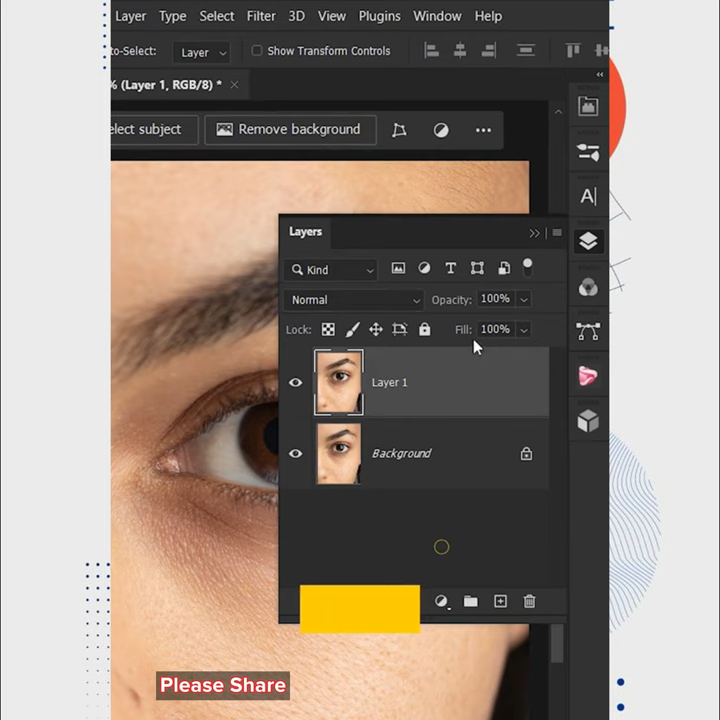 Layer Type Select Filter 3D View Plugins Window Help
to-Select: Layer Show Transform Controls
% (Layer 1, RGB/8) * ×
elect subject Remove background
A|
Layers
Kind T
Normal Opacity: 100%
Lock: Fill: 100%
Layer 1
Background
Please Share